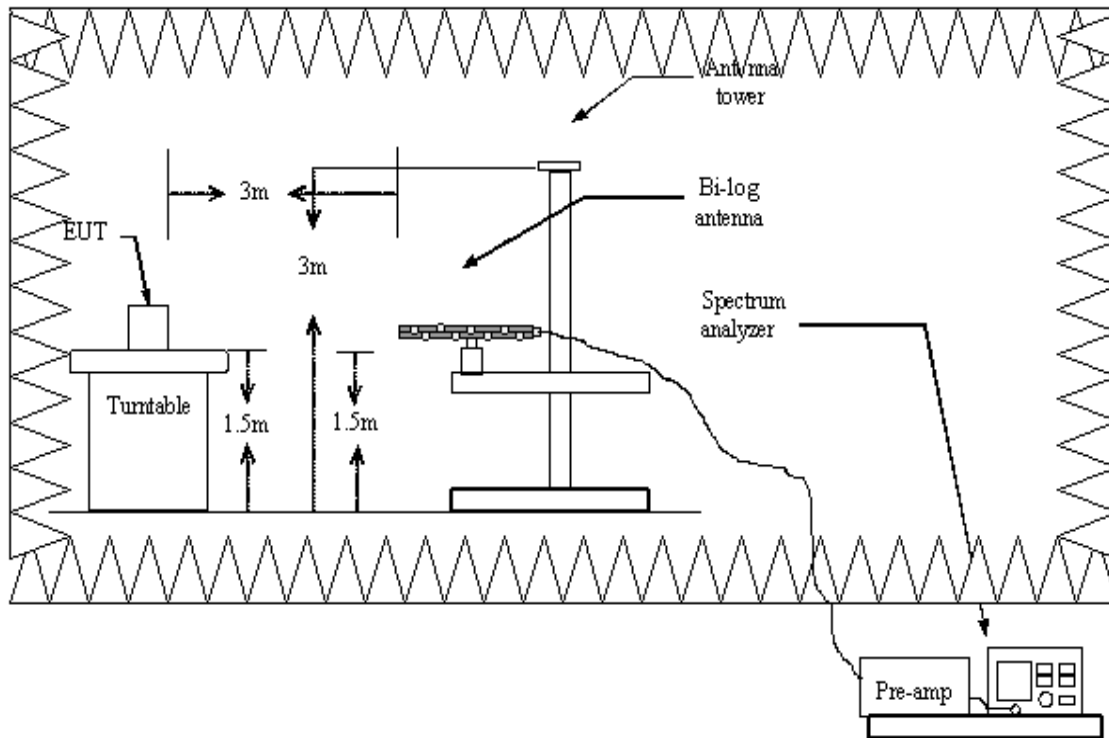 Antenna
tower
3m
Bi-log
antenna
EUT
3m
Spectrum
analyzer
Turntable
1.5m
1.5m
Pre-amp